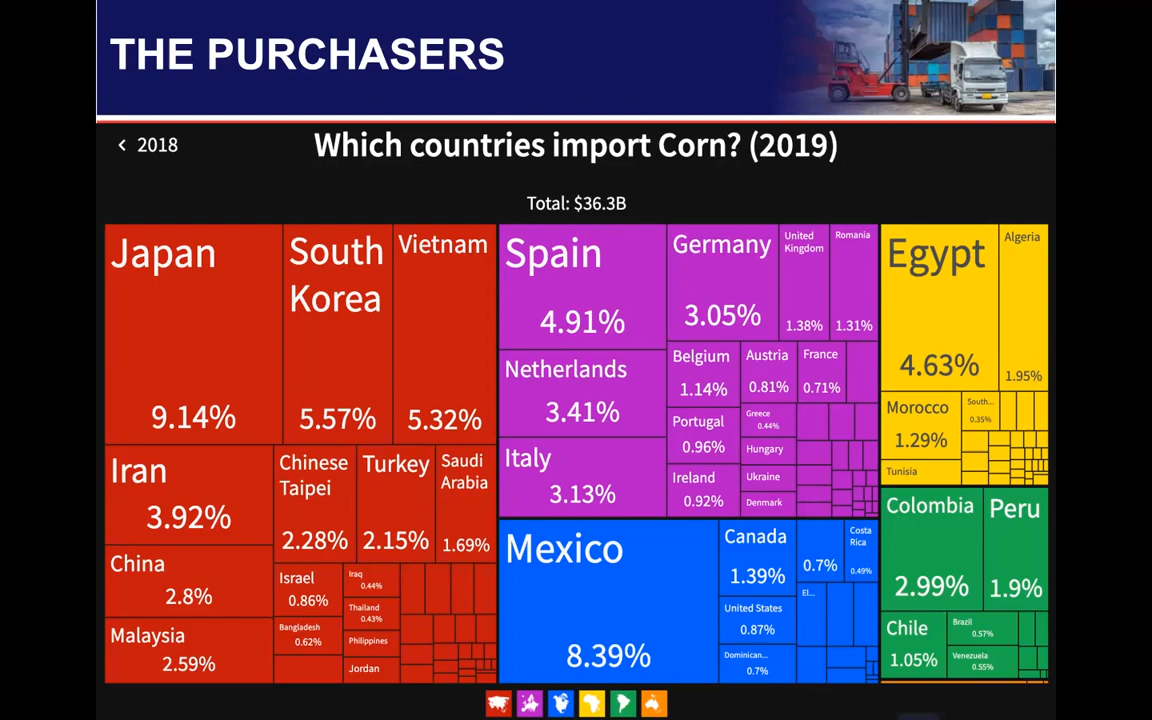 THE PURCHASERS
< 2018
Which countries import Corn? (2019)
Total: $36.3B
Japan
9.14%
South
Korea
5.57%
Vietnam
5.32%
Iran
3.92%
China
2.8%
Malaysia
2.59%
Chinese
Taipei
2.28%
Turkey
2.15%
Saudi
Arabia
1.69%
Israel
0.86%
Bangladesh
0.62%
Iraq
0.44%
Thailand
0.43%
Philippines
Jordan
Spain
4.91%
Netherlands
3.41%
Italy
3.13%
Germany
3.05%
United
Kingdom
1.38%
Romania
1.31%
Belgium
1.14%
Austria
0.81%
France
0.71%
Portugal
0.96%
Greece
0.44%
Hungary
Ireland
0.92%
Ukraine
Denmark
Mexico
8.39%
Canada
1.39%
0.7%
Costa
Rica
0.49%
United States
0.87%
El...
Dominican...
0.7%
Egypt
4.63%
Algeria
1.95%
Morocco
1.29%
South...
0.35%
Tunisia
Colombia
2.99%
Peru
1.9%
Chile
1.05%
Brazil
0.57%
Venezuela
0.55%